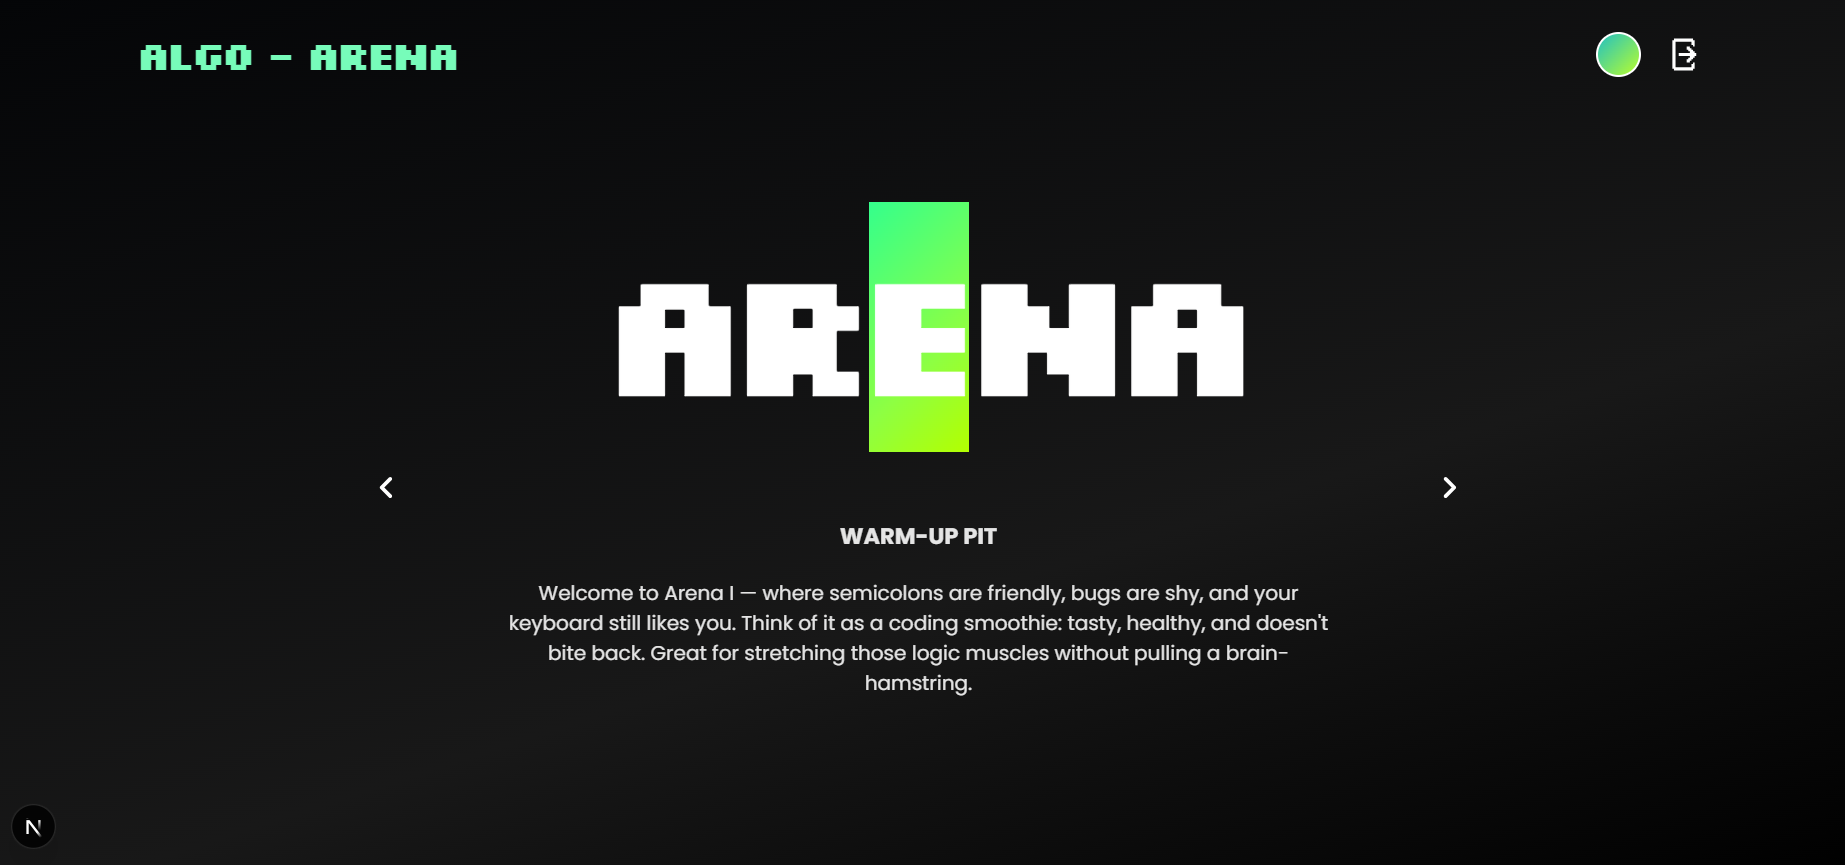 ALGO - ARENA
ARENA
WARM-UP PIT
Welcome to Arena I — where semicolons are friendly, bugs are shy, and your
keyboard still likes you. Think of it as a coding smoothie: tasty, healthy, and doesn't
bite back. Great for stretching those logic muscles without pulling a brain-
hamstring.
N